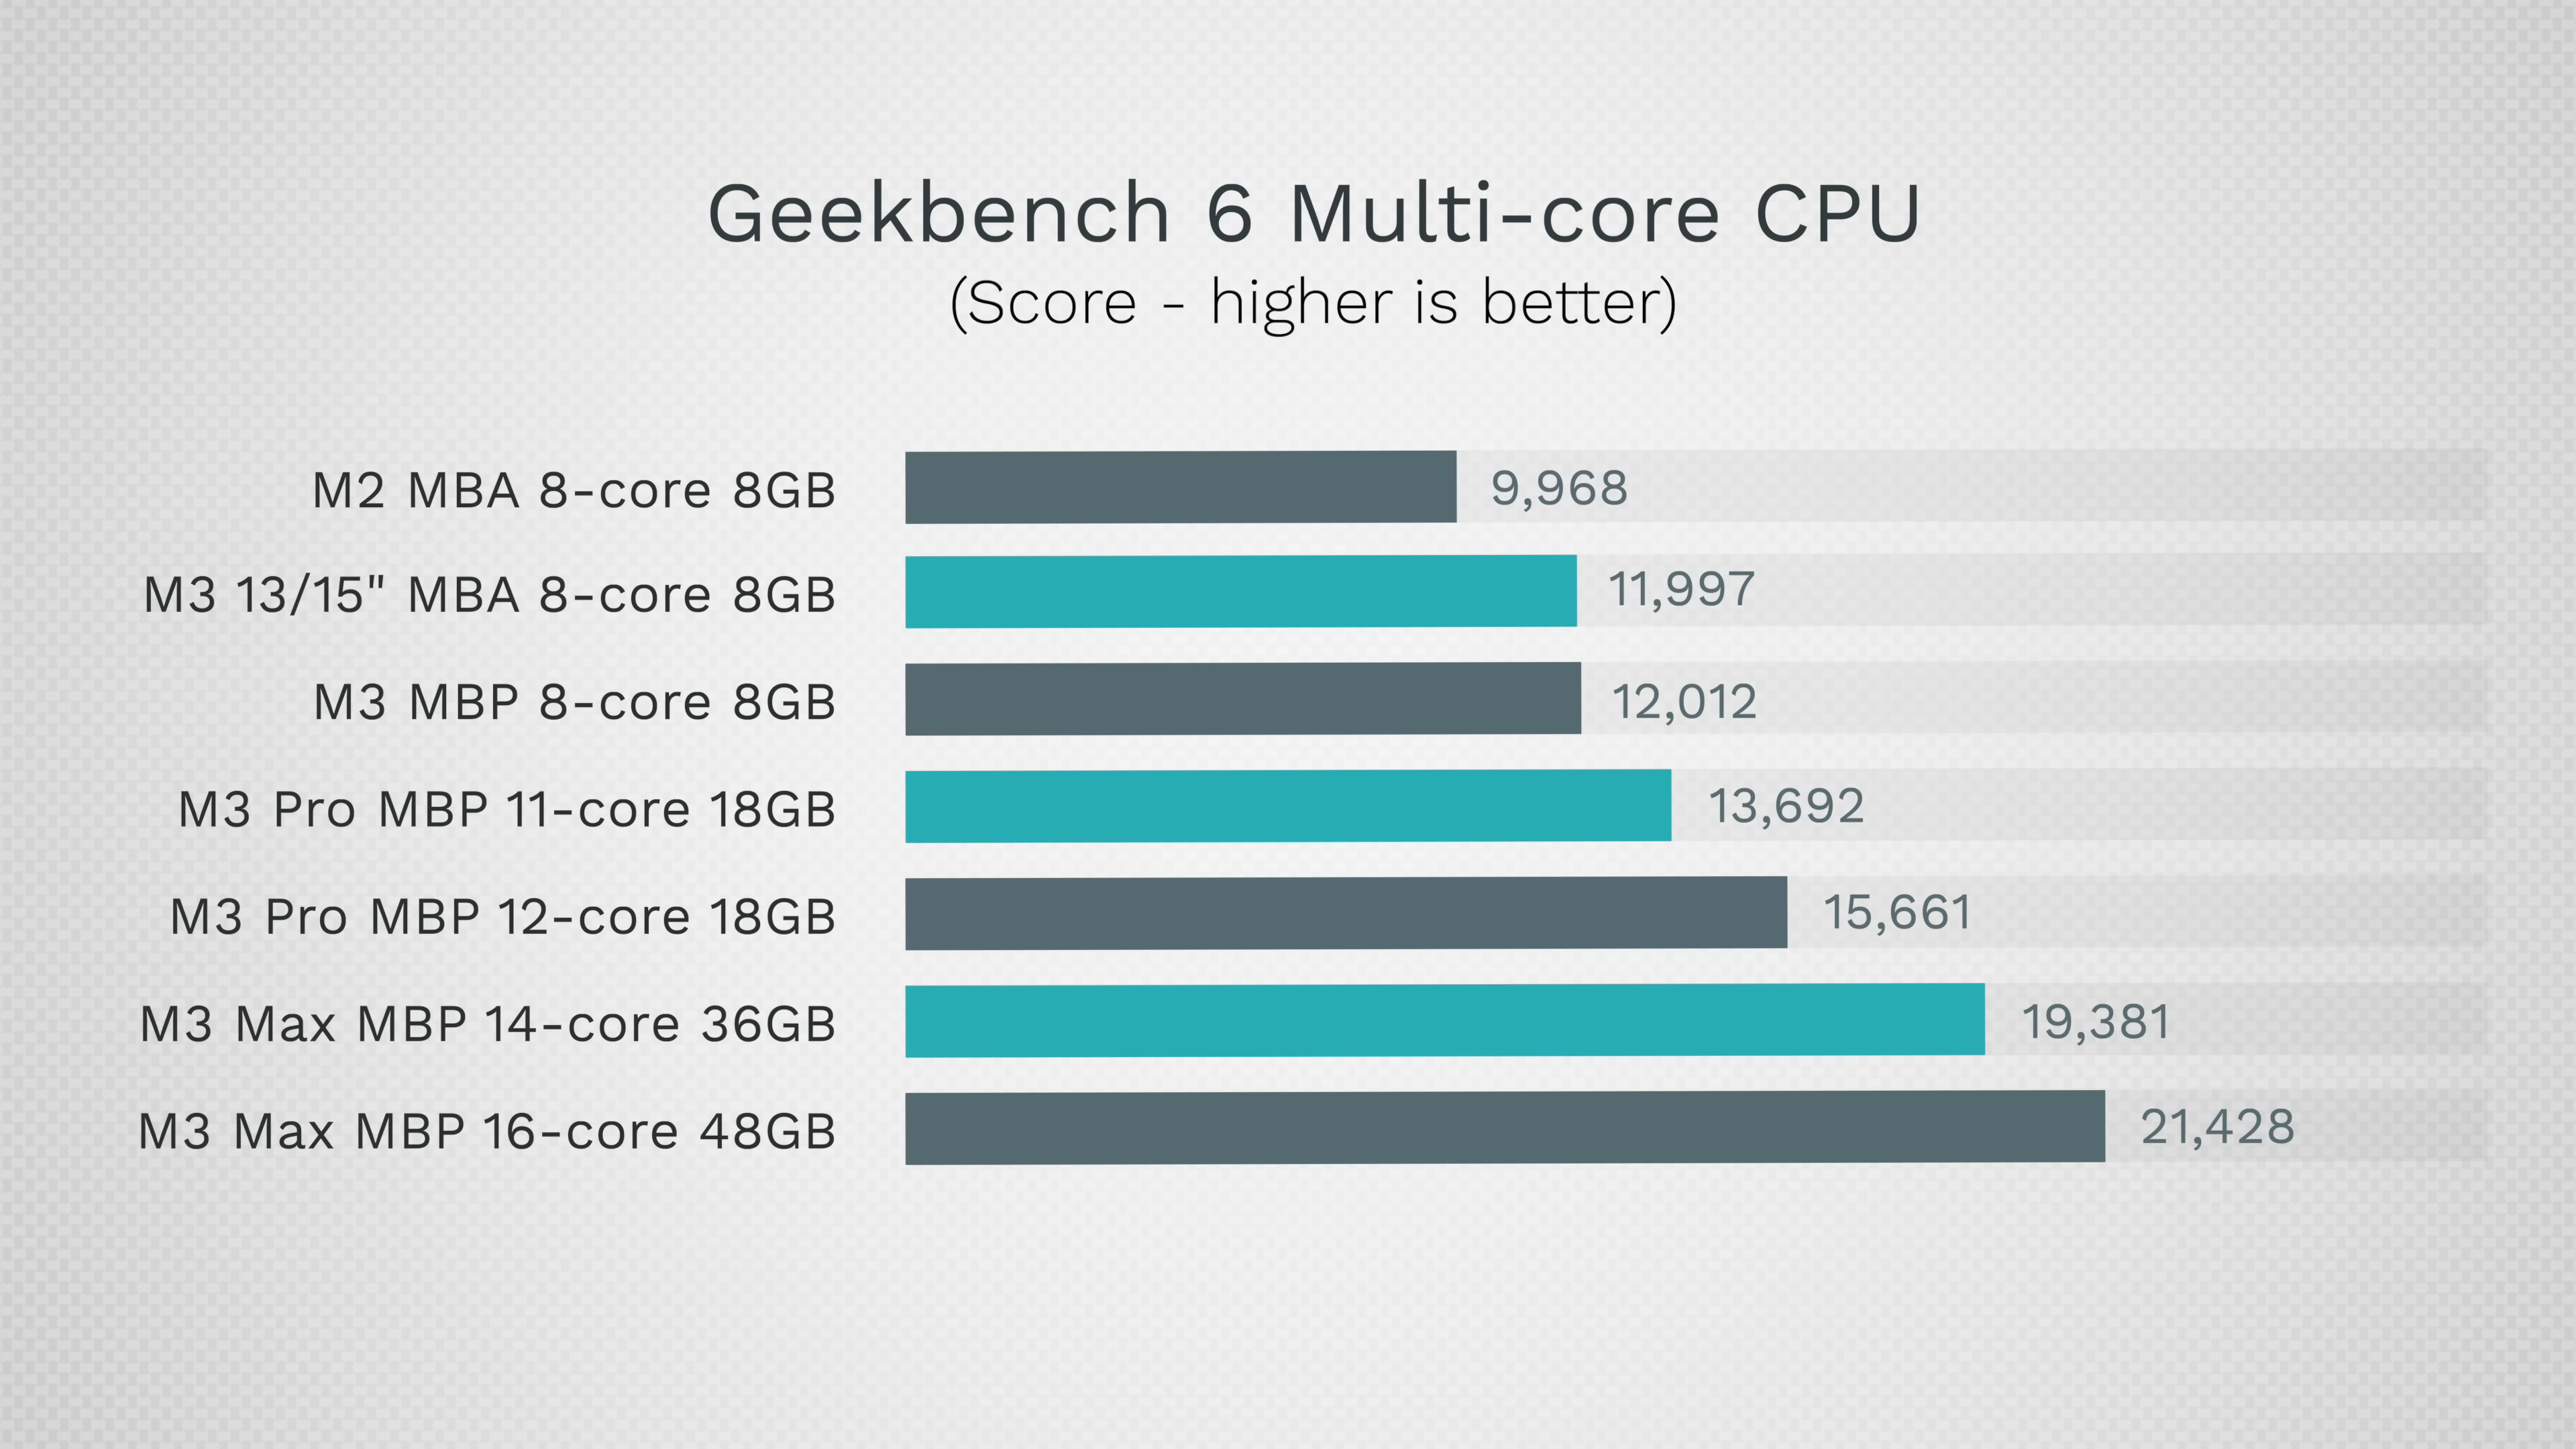 Geekbench 6 Multi-core CPU
(Score - higher is better)
M2 MBA 8-core 8GB 9,968
M3 13/15" MBA 8-core 8GB 11,997
M3 MBP 8-core 8GB 12,012
M3 Pro MBP 11-core 18GB 13,692
M3 Pro MBP 12-core 18GB 15,661
M3 Max MBP 14-core 36GB 19,381
M3 Max MBP 16-core 48GB 21,428